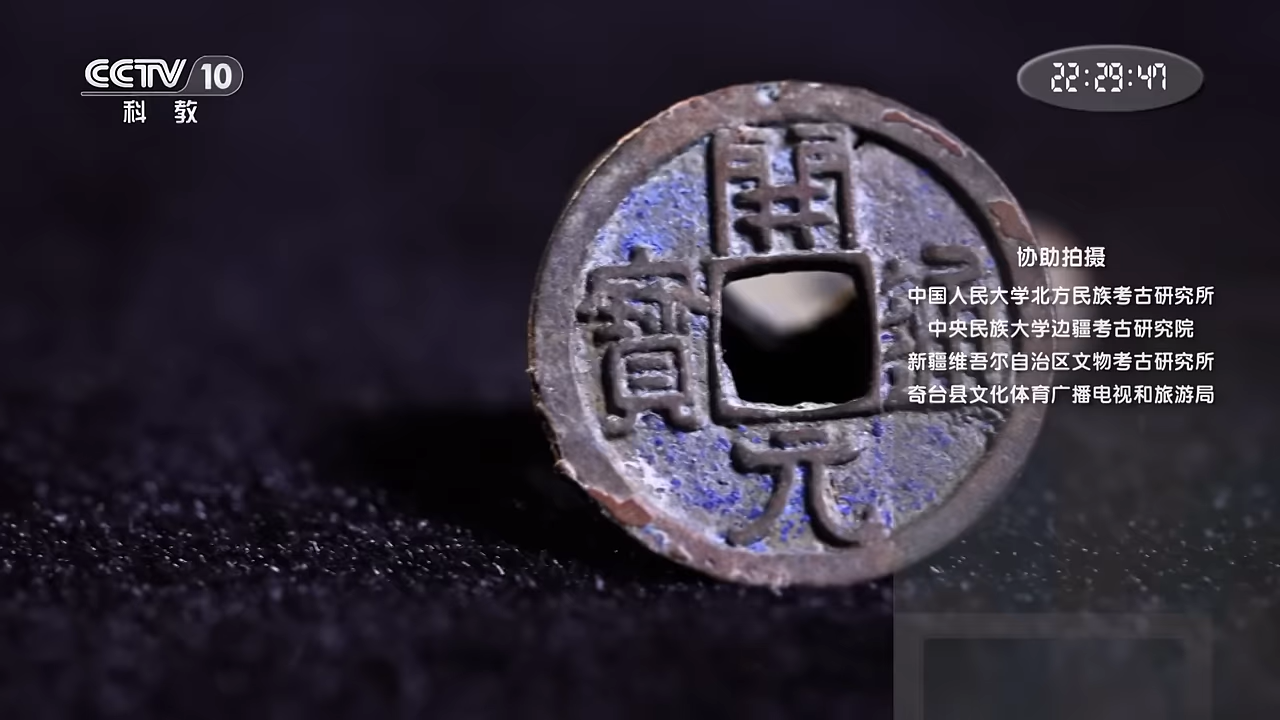 CCTV 10
科 教
22:29:47
開
寶
通
元
协助拍摄
中国人民大学北方民族考古研究所
中央民族大学边疆考古研究院
新疆维吾尔自治区文物考古研究所
奇台县文化体育广播电视和旅游局